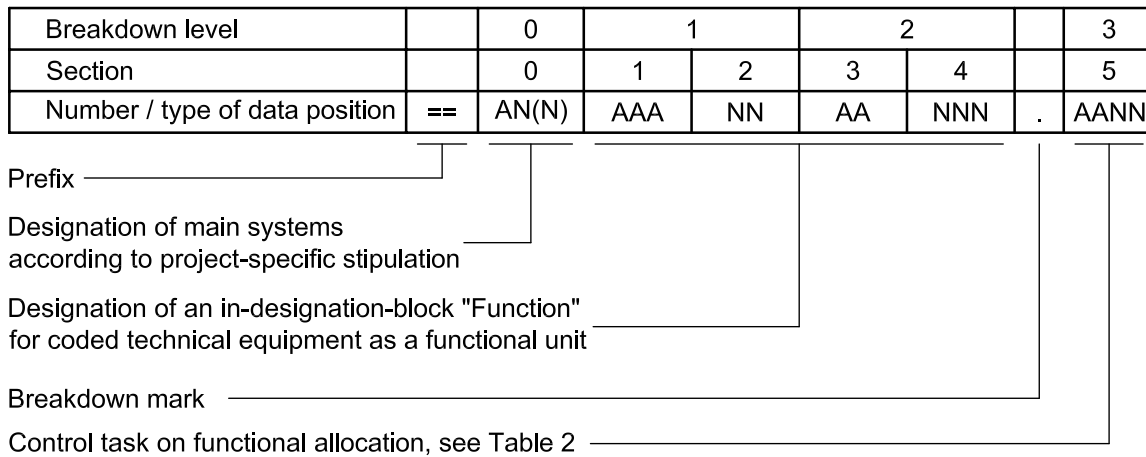 Breakdown level 0 1 2 3
Section 0 1 2 3 4 5
Number / type of data position == AN(N) AAA NN AA NNN . AANN
Prefix
Designation of main systems
according to project-specific stipulation
Designation of an in-designation-block "Function"
for coded technical equipment as a functional unit
Breakdown mark
Control task on functional allocation, see Table 2